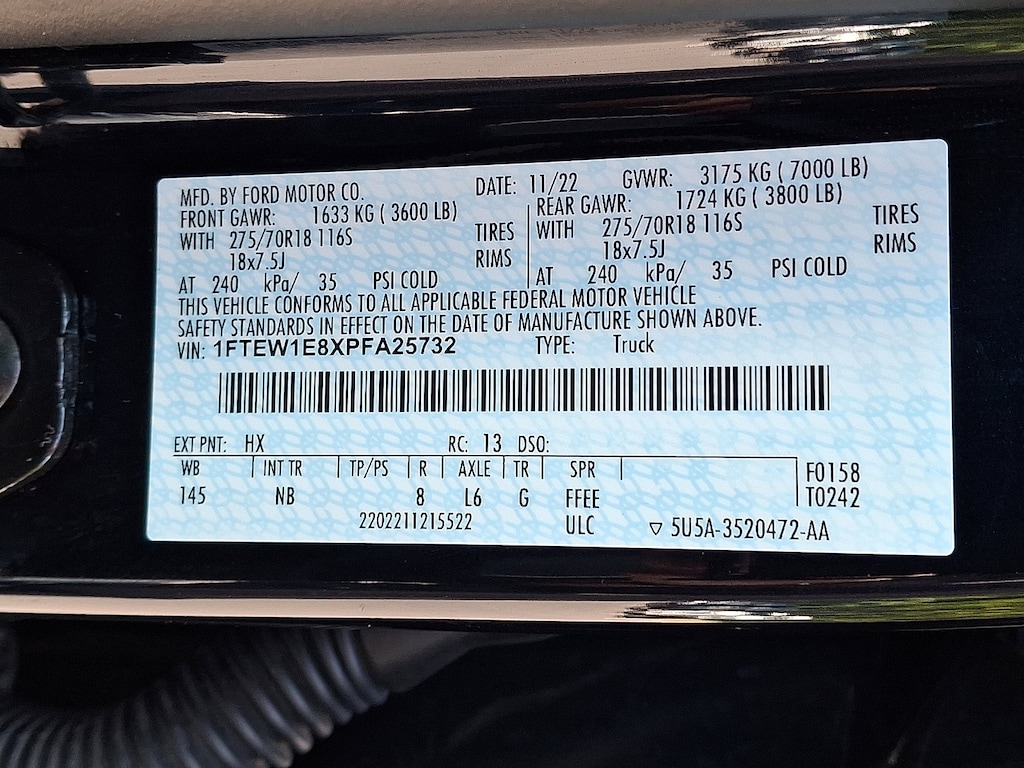 MFD. BY FORD MOTOR CO. DATE: 11/22 GVWR: 3175 KG ( 7000 LB)
FRONT GAWR: 1633 KG ( 3600 LB) REAR GAWR: 1724 KG ( 3800 LB)
WITH 275/70R18 116S TIRES WITH 275/70R18 116S TIRES
18x7.5J RIMS 18x7.5J RIMS
AT 240 kPa/ 35 PSI COLD AT 240 kPa/ 35 PSI COLD
THIS VEHICLE CONFORMS TO ALL APPLICABLE FEDERAL MOTOR VEHICLE
SAFETY STANDARDS IN EFFECT ON THE DATE OF MANUFACTURE SHOWN ABOVE.
VIN: 1FTEW1E8XPFA25732 TYPE: Truck
EXT PNT: HX RC: 13 DSO:
WB INT TR TP/PS R AXLE TR SPR F0158
145 NB 8 L6 G FFEE T0242
2202211215522 ULC ▽ 5U5A-3520472-AA